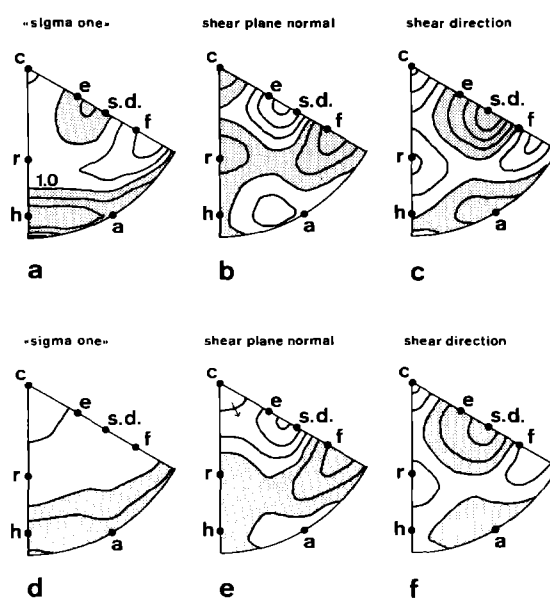 «sigma one» shear plane normal shear direction
c c c
e e e
s.d. s.d. s.d.
f f f
r r r
1.0
h h h
a a a
a b c
«sigma one» shear plane normal shear direction
c c c
e e e
s.d. s.d. s.d.
f f f
r r r
h h h
a a a
d e f